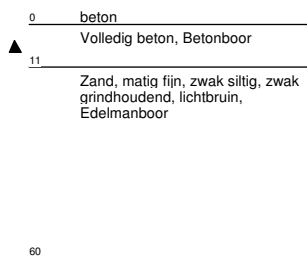 0 beton
Volledig beton, Betonboor
11
Zand, matig fijn, zwak siltig, zwak
grindhoudend, lichtbruin,
Edelmanboor
60